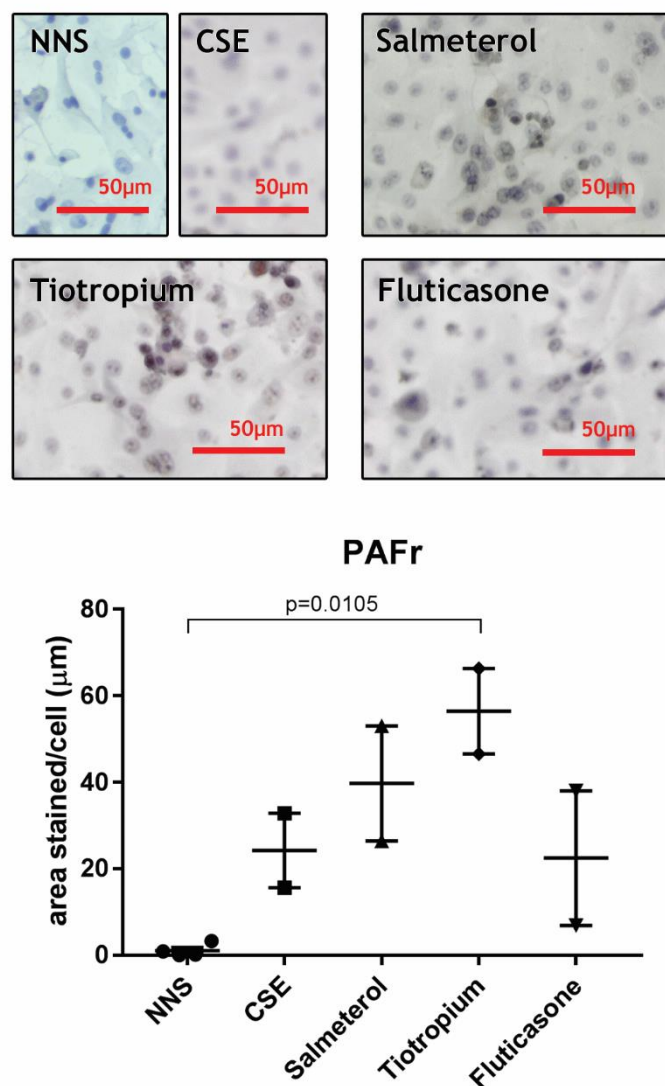 NNS
CSE
Salmeterol
50μm
50μm
50μm
Tiotropium
Fluticasone
50μm
50μm
PAFr
p=0.0105
area stained/cell (μm)
80
60
40
20
0
NNS
CSE
Salmeterol
Tiotropium
Fluticasone